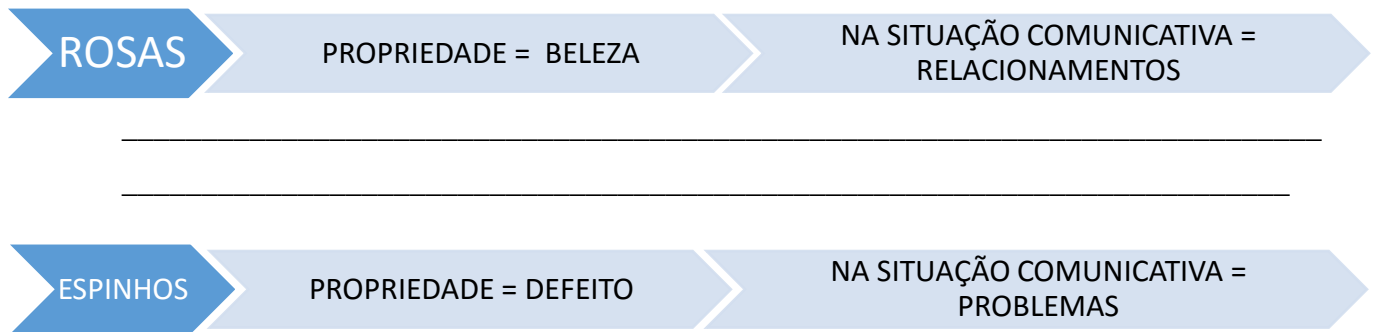 ROSAS
PROPRIEDADE = BELEZA
NA SITUAÇÃO COMUNICATIVA =
RELACIONAMENTOS
ESPINHOS
PROPRIEDADE = DEFEITO
NA SITUAÇÃO COMUNICATIVA =
PROBLEMAS